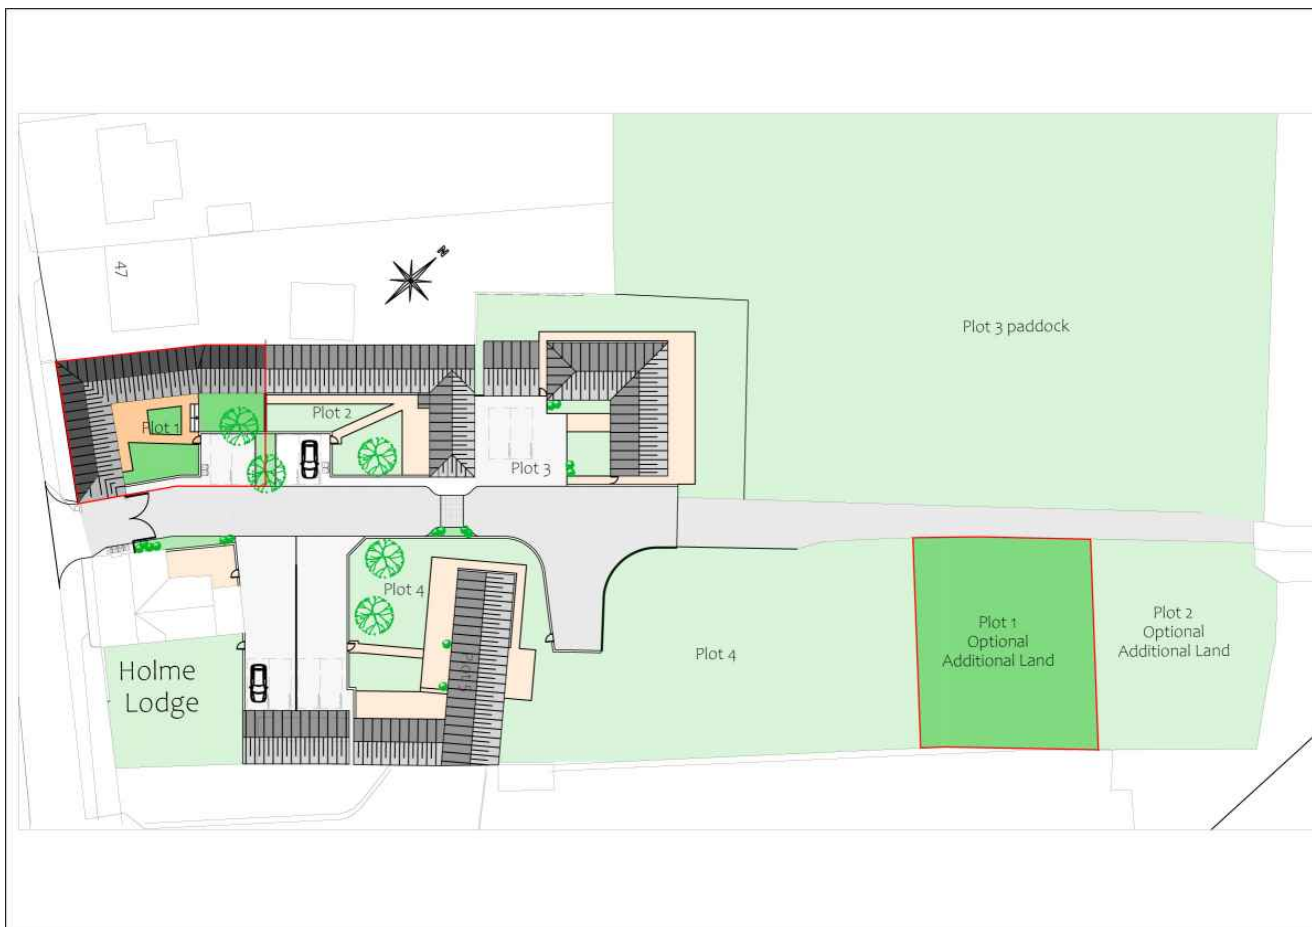 47
N
Plot 3 paddock
Plot 1
Plot 2
Plot 3
Plot 4
Plot 4
Plot 1
Optional
Additional Land
Plot 2
Optional
Additional Land
Holme
Lodge